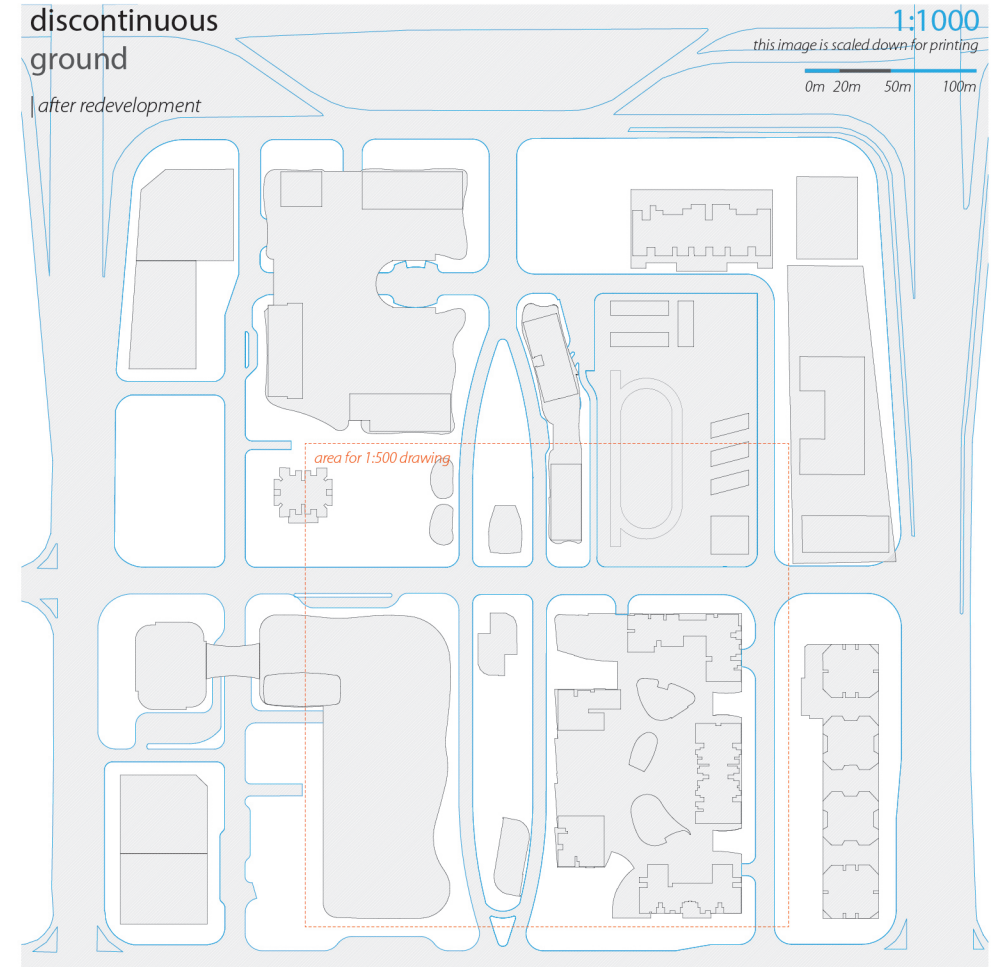 discontinuous
ground
| after redevelopment
1:1000
this image is scaled down for printing
0m 20m 50m 100m
area for 1:500 drawing